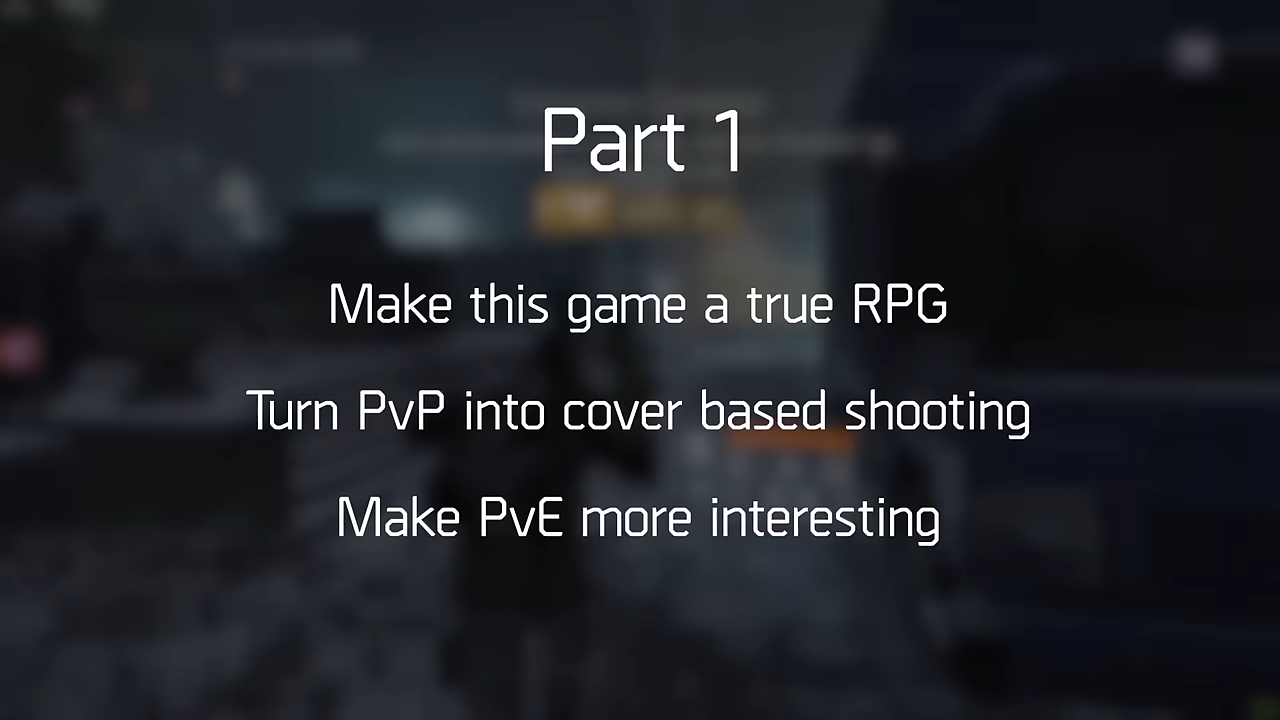 Part 1
Make this game a true RPG
Turn PvP into cover based shooting
Make PvE more interesting